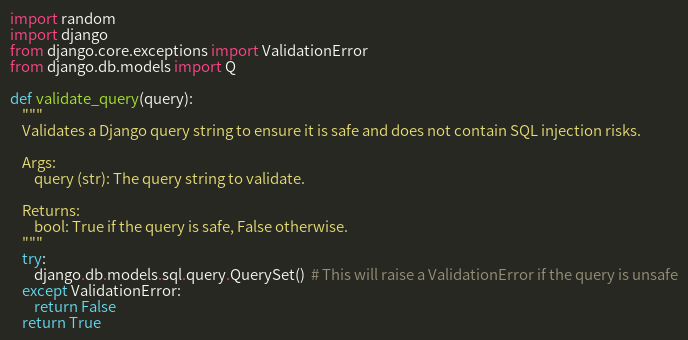 import random
import django
from django.core.exceptions import ValidationError
from django.db.models import Q

def validate_query(query):
    """
    Validates a Django query string to ensure it is safe and does not contain SQL injection risks.

    Args:
        query (str): The query string to validate.

    Returns:
        bool: True if the query is safe, False otherwise.
    """
    try:
        django.db.models.sql.query.QuerySet()  # This will raise a ValidationError if the query is unsafe
    except ValidationError:
        return False
    return True